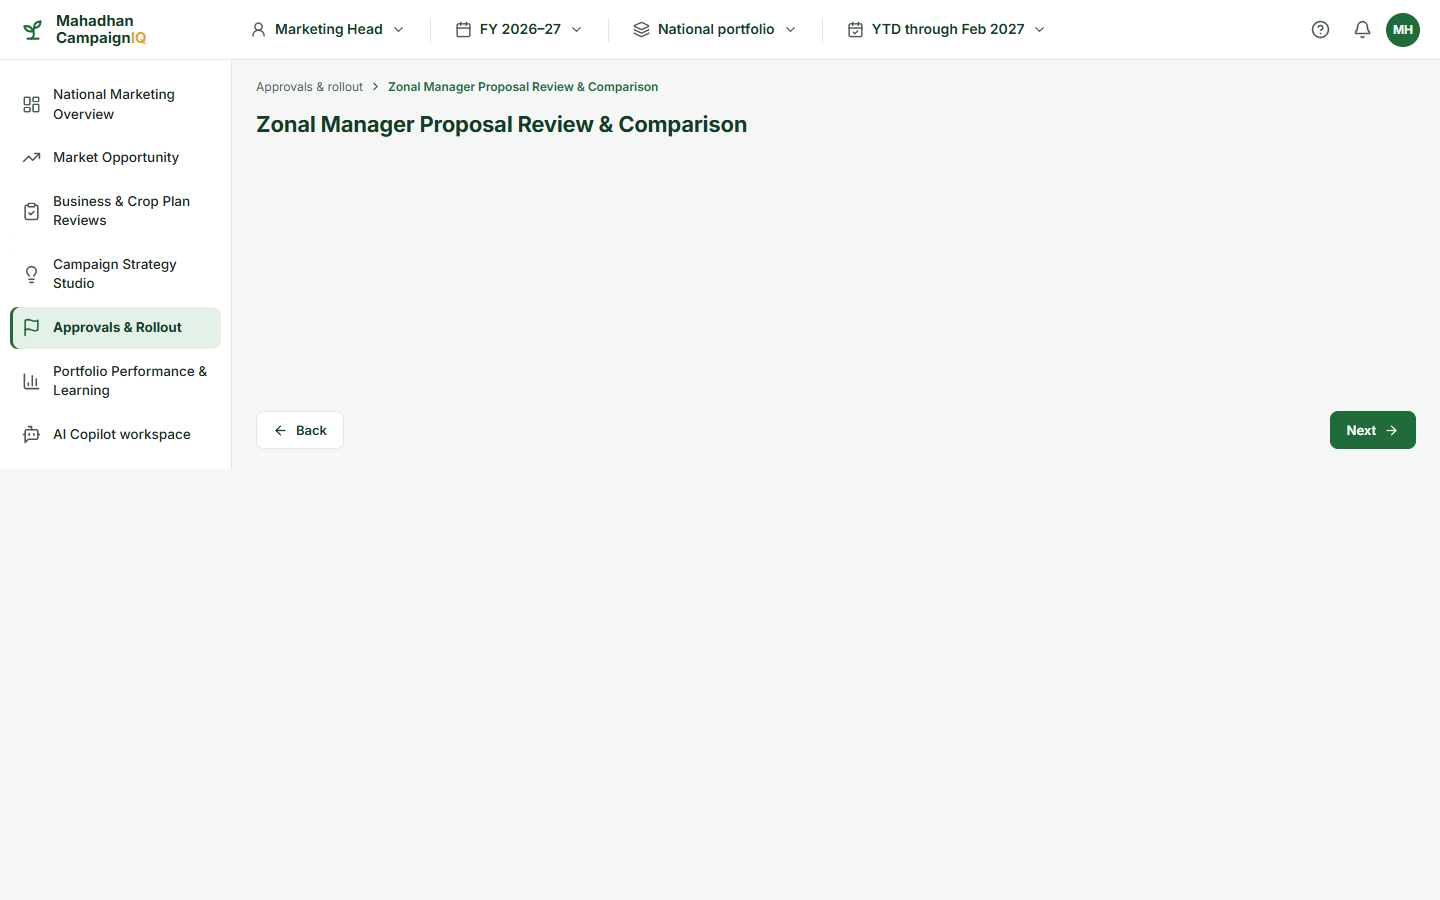 Mahadhan
CampaignIQ
Marketing Head
FY 2026–27
National portfolio
YTD through Feb 2027
MH
National Marketing
Overview
Market Opportunity
Business & Crop Plan
Reviews
Campaign Strategy
Studio
Approvals & Rollout
Portfolio Performance &
Learning
AI Copilot workspace
Approvals & rollout
Zonal Manager Proposal Review & Comparison
Zonal Manager Proposal Review & Comparison
Back
Next